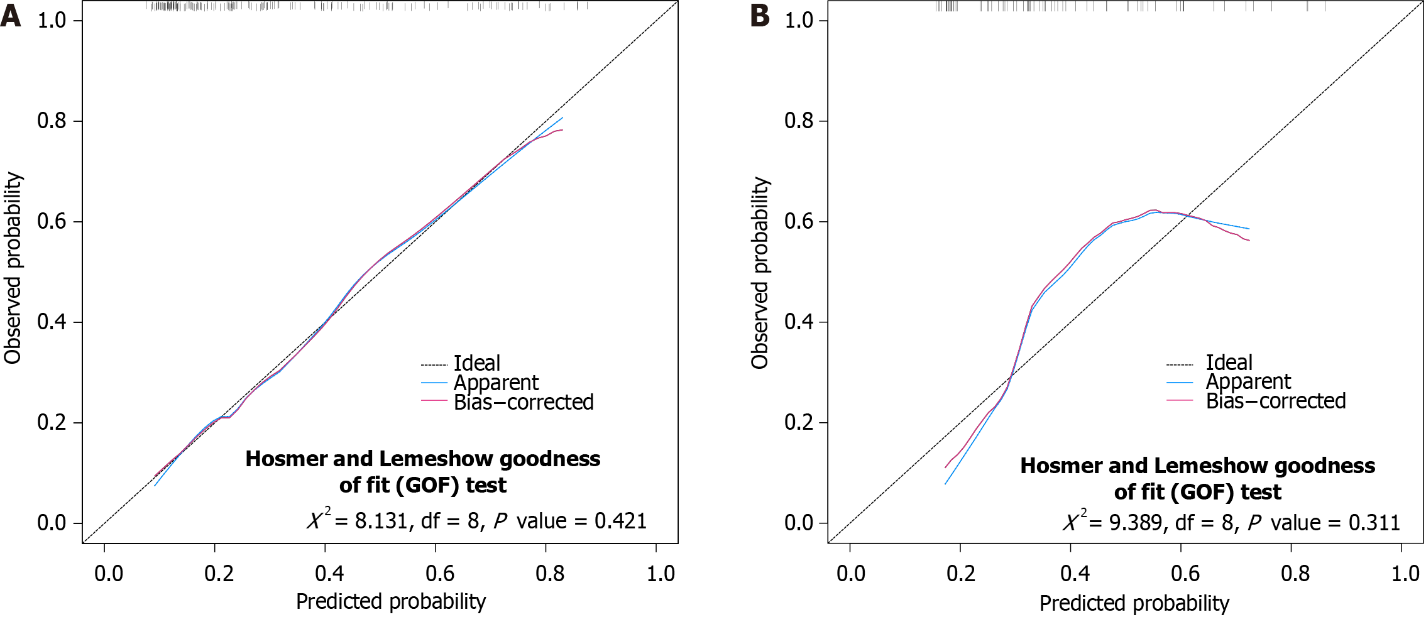 A
1.0
0.8
0.6
0.4
0.2
0.0
Observed probability
Ideal
Apparent
Bias−corrected
Hosmer and Lemeshow goodness
of fit (GOF) test
X² = 8.131, df = 8, P value = 0.421
0.0 0.2 0.4 0.6 0.8 1.0
Predicted probability
B
1.0
0.8
0.6
0.4
0.2
0.0
Observed probability
Ideal
Apparent
Bias−corrected
Hosmer and Lemeshow goodness
of fit (GOF) test
X² = 9.389, df = 8, P value = 0.311
0.0 0.2 0.4 0.6 0.8 1.0
Predicted probability